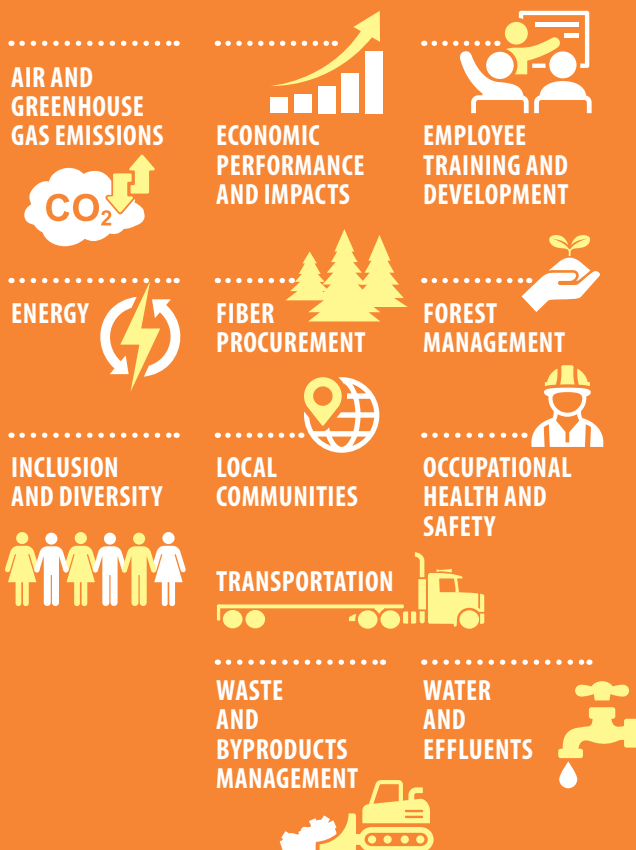 AIR AND
GREENHOUSE
GAS EMISSIONS
CO₂
ECONOMIC
PERFORMANCE
AND IMPACTS
EMPLOYEE
TRAINING AND
DEVELOPMENT
ENERGY
FIBER
PROCUREMENT
FOREST
MANAGEMENT
INCLUSION
AND DIVERSITY
LOCAL
COMMUNITIES
OCCUPATIONAL
HEALTH AND
SAFETY
TRANSPORTATION
WASTE
AND
BYPRODUCTS
MANAGEMENT
WATER
AND
EFFLUENTS